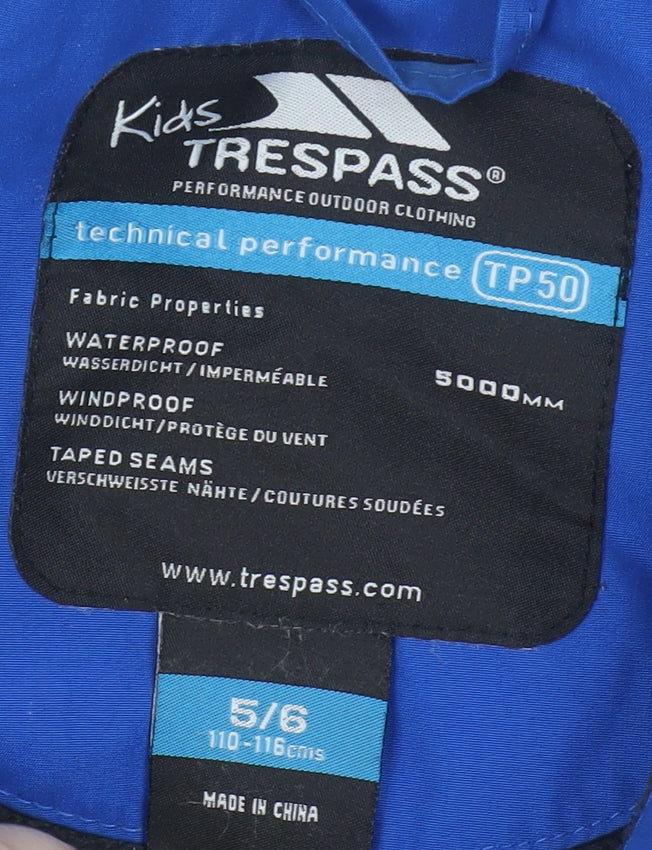 Kids
TRESPASS®
PERFORMANCE OUTDOOR CLOTHING
technical performance TP50
Fabric Properties
WATERPROOF
WASSERDICHT / IMPERMÉABLE 5000MM
WINDPROOF
WINDDICHT/PROTÈGE DU VENT
TAPED SEAMS
VERSCHWEISSTE NÄHTE / COUTURES SOUDÉES
www.trespass.com
5/6
110-116cms
MADE IN CHINA